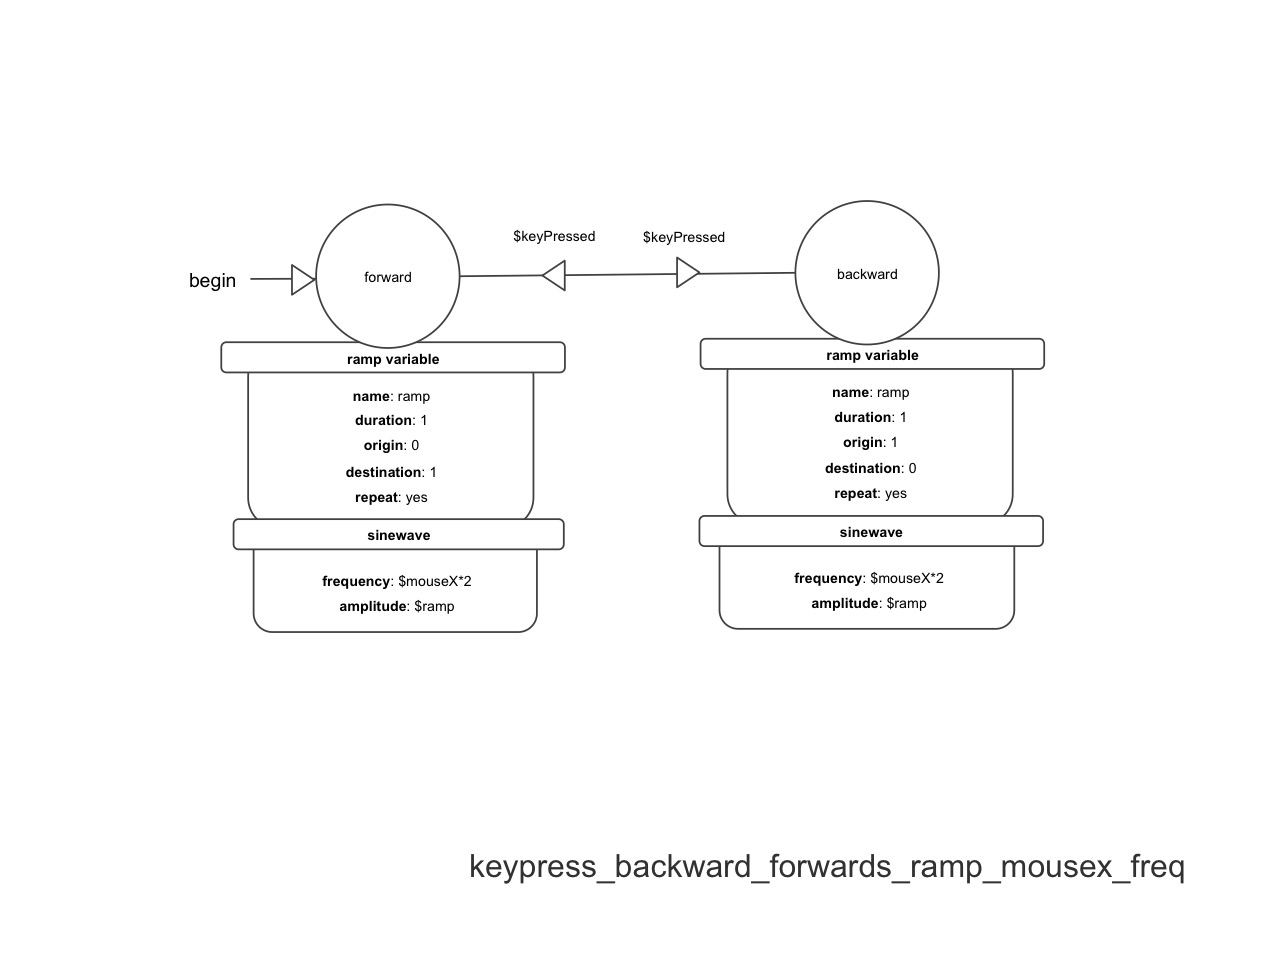 $keyPressed
$keyPressed
begin
forward
backward
ramp variable
name: ramp
duration: 1
origin: 0
destination: 1
repeat: yes
sinewave
frequency: $mouseX*2
amplitude: $ramp
ramp variable
name: ramp
duration: 1
origin: 1
destination: 0
repeat: yes
sinewave
frequency: $mouseX*2
amplitude: $ramp
keypress_backward_forwards_ramp_mousex_freq